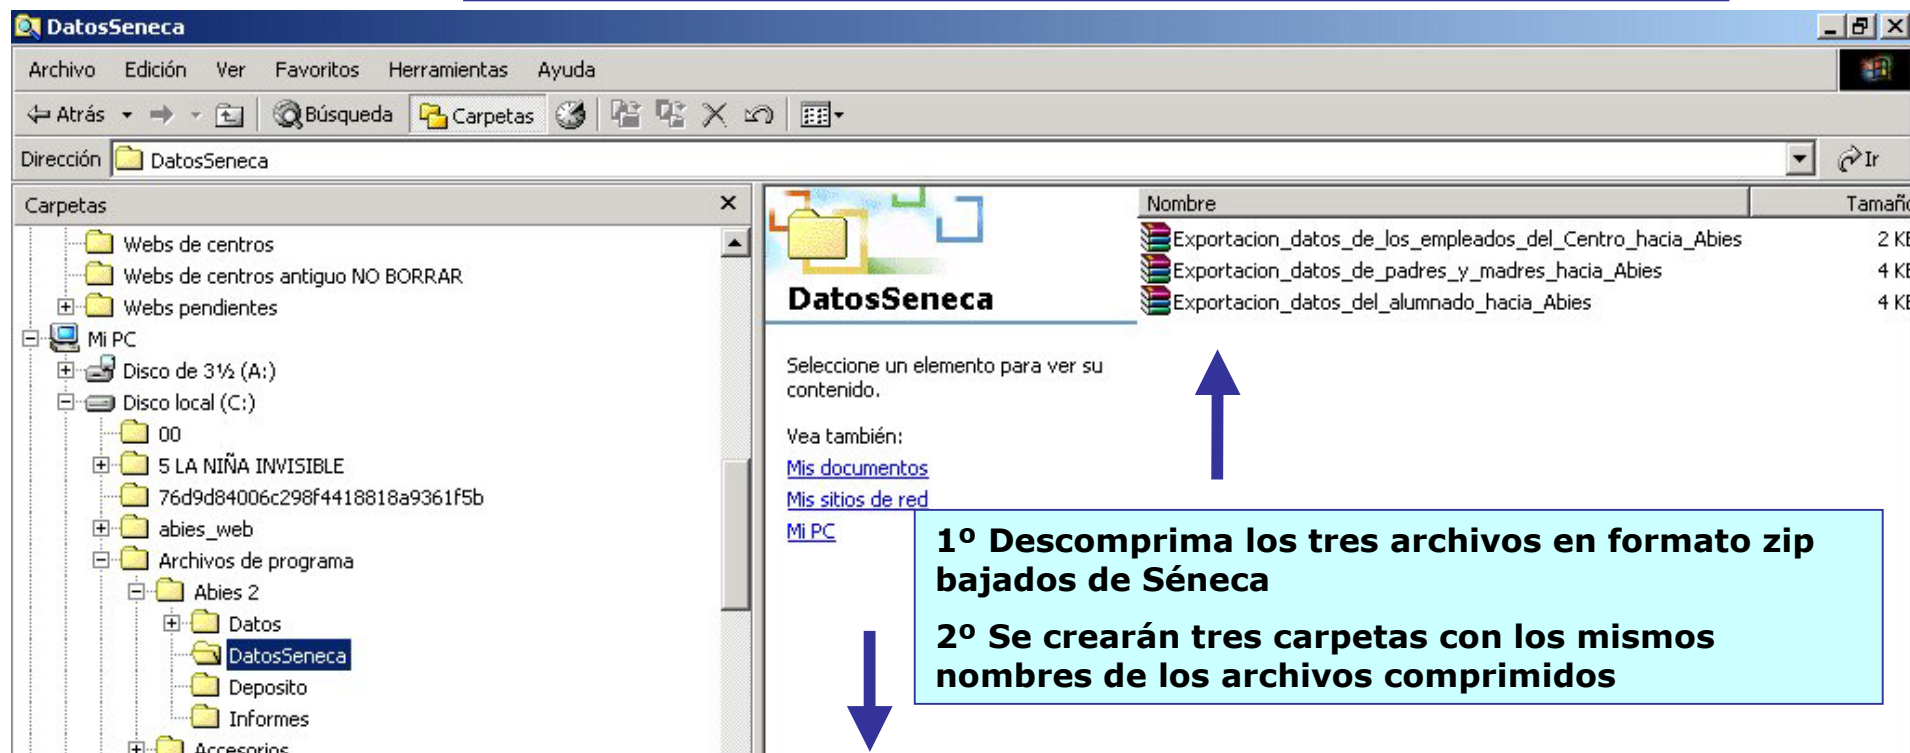 DatosSeneca
Archivo Edición Ver Favoritos Herramientas Ayuda
Atrás Búsqueda Carpetas
Dirección DatosSeneca Ir
Carpetas
Webs de centros
Webs de centros antiguo NO BORRAR
Webs pendientes
Mi PC
Disco de 3½ (A:)
Disco local (C:)
00
5 LA NIÑA INVISIBLE
76d9d84006c298f4418818a9361f5b
abies_web
Archivos de programa
Abies 2
Datos
DatosSeneca
Deposito
Informes
Accesorios
DatosSeneca
Seleccione un elemento para ver su
contenido.
Vea también:
Mis documentos
Mis sitios de red
Mi PC
Nombre Tamaño
Exportacion_datos_de_los_empleados_del_Centro_hacia_Abies 2 KB
Exportacion_datos_de_padres_y_madres_hacia_Abies 4 KB
Exportacion_datos_del_alumnado_hacia_Abies 4 KB
1º Descomprima los tres archivos en formato zip
bajados de Séneca
2º Se crearán tres carpetas con los mismos
nombres de los archivos comprimidos